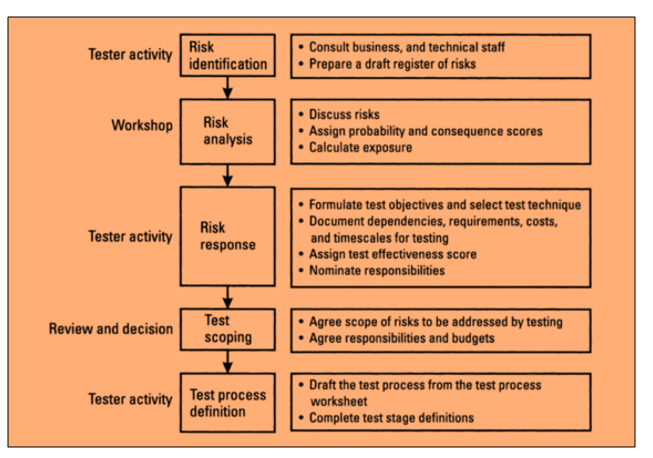 Tester activity
Risk
identification
• Consult business, and technical staff
• Prepare a draft register of risks
Workshop
Risk
analysis
• Discuss risks
• Assign probability and consequence scores
• Calculate exposure
Tester activity
Risk
response
• Formulate test objectives and select test technique
• Document dependencies, requirements, costs,
and timescales for testing
• Assign test effectiveness score
• Nominate responsibilities
Review and decision
Test
scoping
• Agree scope of risks to be addressed by testing
• Agree responsibilities and budgets
Tester activity
Test process
definition
• Draft the test process from the test process
worksheet
• Complete test stage definitions